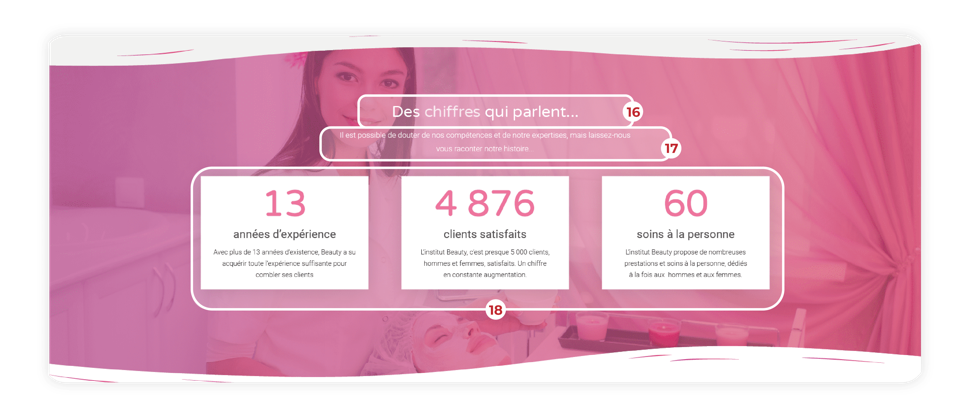 Des chiffres qui parlent...
16
Il est possible de douter de nos compétences et de notre expertises, mais laissez-nous
vous raconter notre histoire...
17
13
années d'expérience
Avec plus de 13 années d'existence, Beauty a su
acquérir toute l'expérience suffisante pour
combler ses clients
4 876
clients satisfaits
L'institut Beauty, c'est presque 5 000 clients,
hommes et femmes, satisfaits. Un chiffre
en constante augmentation.
60
soins à la personne
L'institut Beauty propose de nombreuses
prestations et soins à la personne, dédiés
à la fois aux hommes et aux femmes.
18